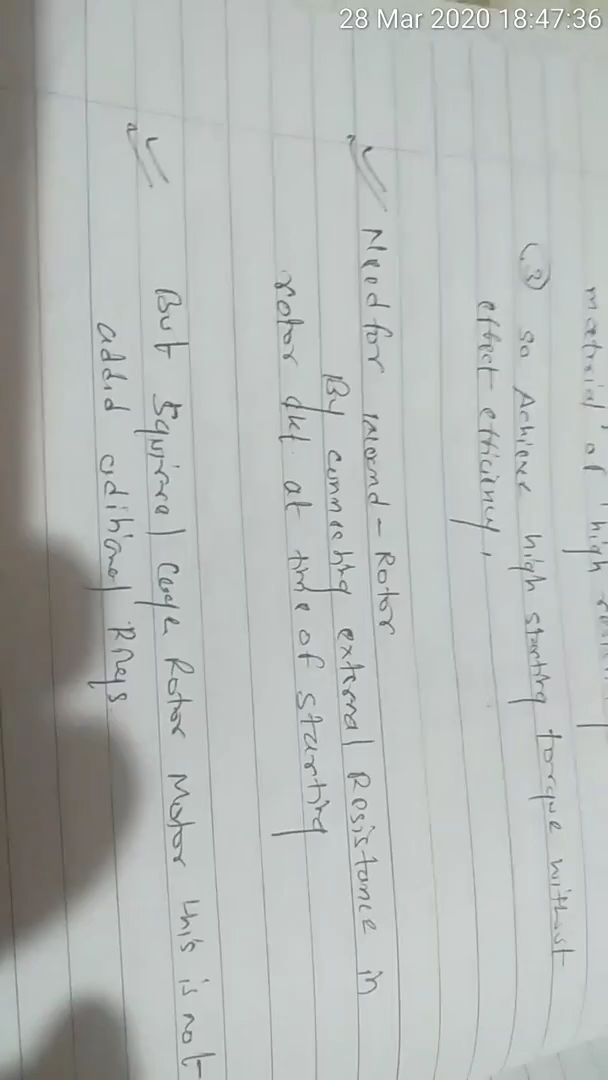 28 Mar 2020 18:47:36
matrial of high
(3) so Achieve high starting torque without
effect efficiency,
Need for wound-Rotor
By connecting external Resistance in
rotor ckt. at time of starting
But Squirral Cage Rotor Motor this is not
added aditional Rings